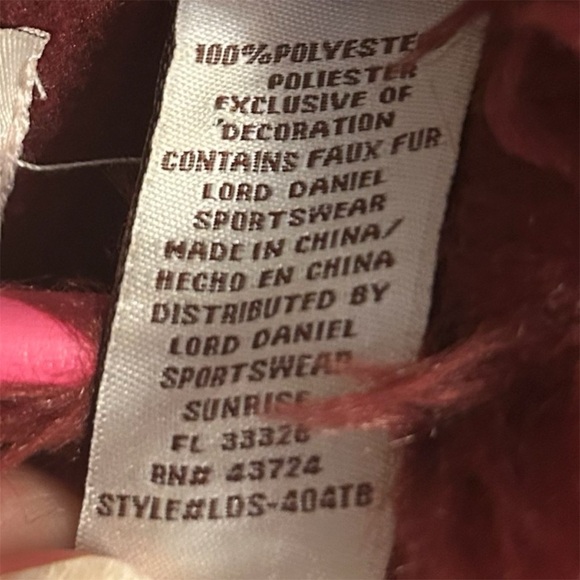 100%POLYESTE
POLIESTER
EXCLUSIVE OF
DECORATION
CONTAINS FAUX FUR
LORD DANIEL
SPORTSWEAR
MADE IN CHINA/
HECHO EN CHINA
DISTRIBUTED BY
LORD DANIEL
SPORTSWEAR
SUNRISE
FL 33326
RN# 43724
STYLE#LDS-404TB